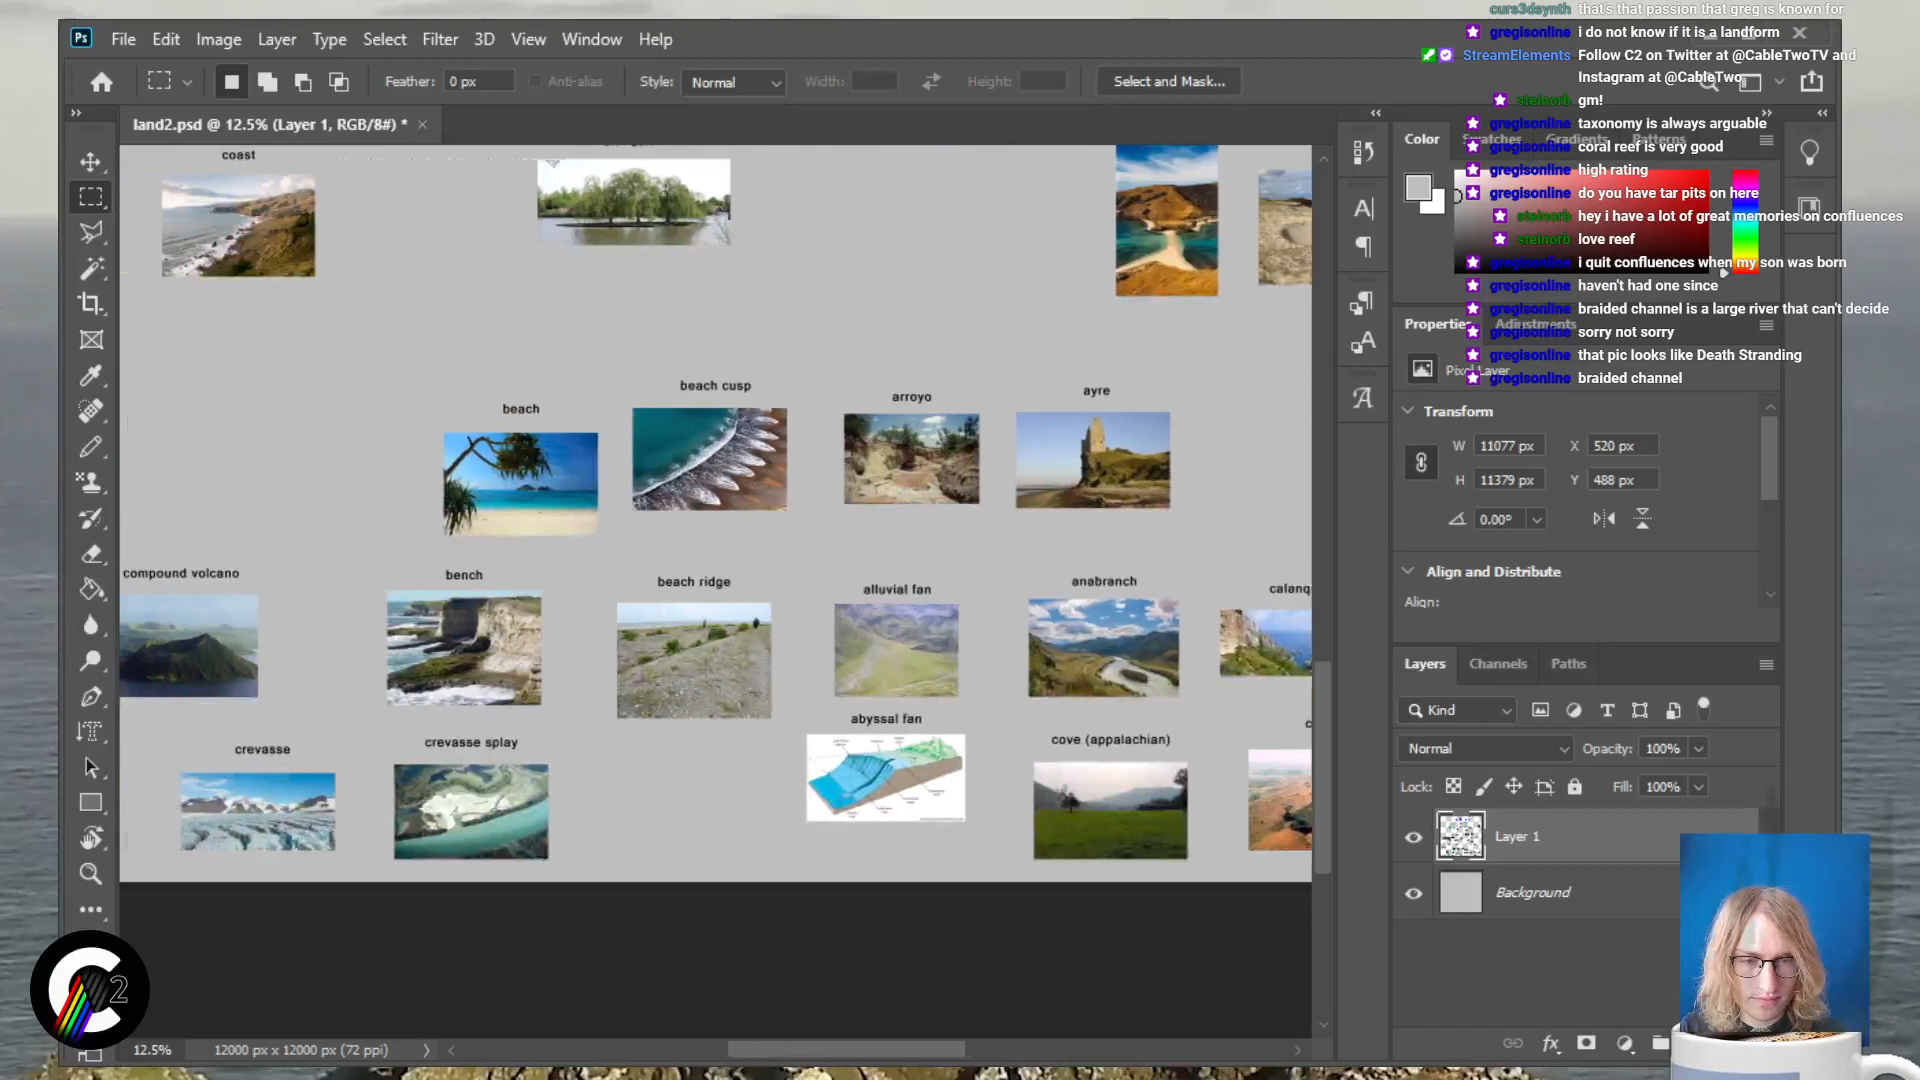 Ps File Edit Image Layer Type Select Filter 3D View Window Help
Feather: 0 px Anti-alias Style: Normal Width: Height: Select and Mask...
land2.psd @ 12.5% (Layer 1, RGB/8#) *
coast
beach
beach cusp
arroyo
ayre
compound volcano
bench
beach ridge
alluvial fan
anabranch
calanq
crevasse
crevasse splay
abyssal fan
cove (appalachian)
c
12.5% 12000 px x 12000 px (72 ppi)
C2
curs3dsynth that's that passion that greg is known for
gregisonline i do not know if it is a landform
StreamElements Follow C2 on Twitter at @CableTwoTV and
Instagram at @CableTwo
steinorb gm!
gregisonline taxonomy is always arguable
gregisonline coral reef is very good
gregisonline high rating
gregisonline do you have tar pits on here
steinorb hey i have a lot of great memories on confluences
steinorb love reef
gregisonline i quit confluences when my son was born
gregisonline haven't had one since
gregisonline braided channel is a large river that can't decide
gregisonline sorry not sorry
gregisonline that pic looks like Death Stranding
gregisonline braided channel
Color Swatches Gradients Patterns
Properties Adjustments
Pixel Layer
Transform
W 11077 px X 520 px
H 11379 px Y 488 px
0.00°
Align and Distribute
Align:
Layers Channels Paths
Kind
Normal Opacity: 100%
Lock: Fill: 100%
Layer 1
Background
fx